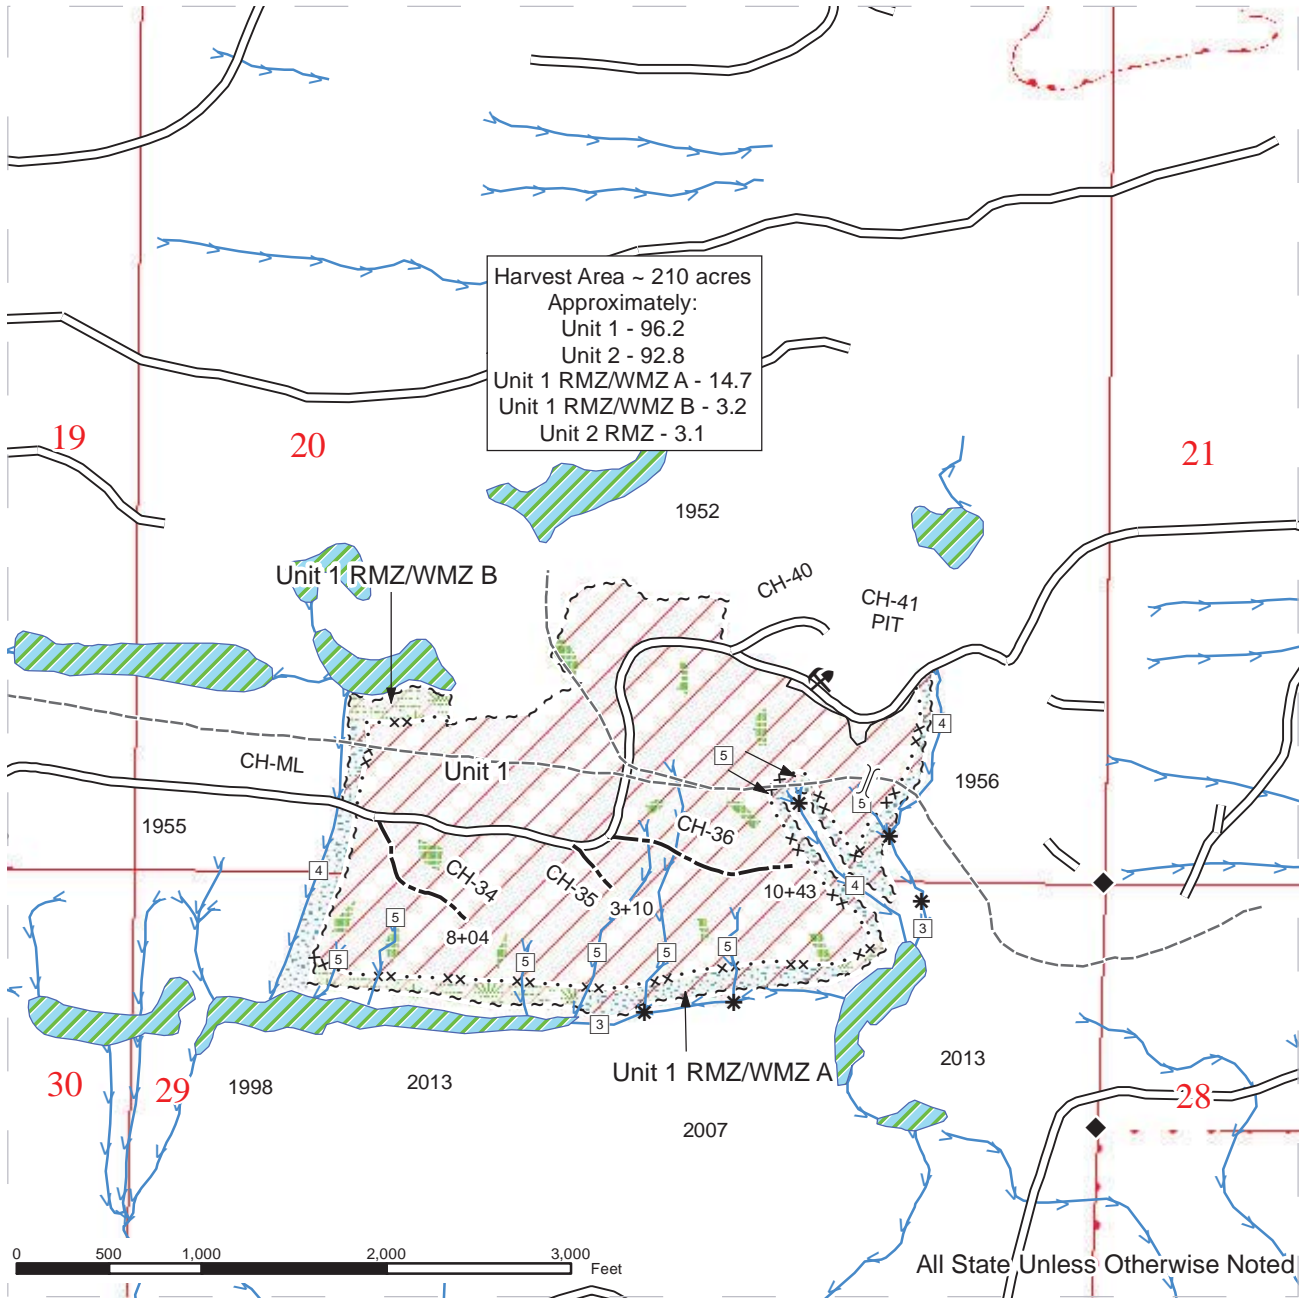 Harvest Area ~ 210 acres
Approximately:
Unit 1 - 96.2
Unit 2 - 92.8
Unit 1 RMZ/WMZ A - 14.7
Unit 1 RMZ/WMZ B - 3.2
Unit 2 RMZ - 3.1
19
20
21
1952
Unit 1 RMZ/WMZ B
CH-40
CH-41
PIT
4
CH-ML
Unit 1
5
1956
5
1955
CH-36
4
CH-34
CH-35
4
10+43
3+10
8+04
5
3
5
5
5
5
5
3
Unit 1 RMZ/WMZ A
2013
30
29
1998
2013
28
2007
0
500
1,000
2,000
3,000
Feet
All State Unless Otherwise Noted